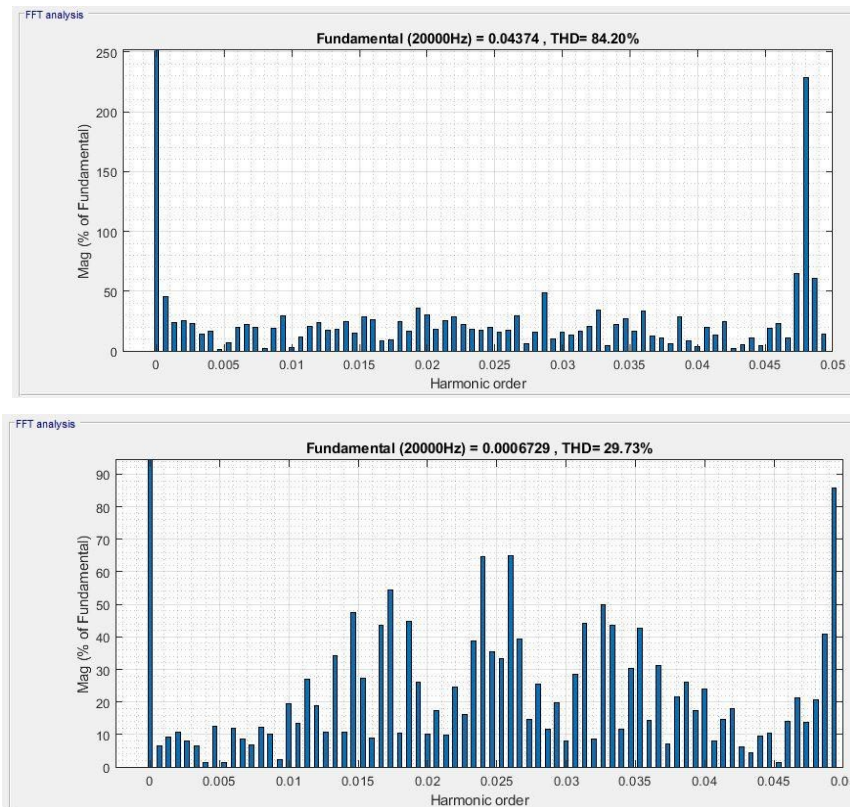 FFT analysis
Fundamental (20000Hz) = 0.04374 , THD= 84.20%
250
200
150
100
50
0
Mag (% of Fundamental)
0 0.005 0.01 0.015 0.02 0.025 0.03 0.035 0.04 0.045 0.05
Harmonic order
FFT analysis
Fundamental (20000Hz) = 0.0006729 , THD= 29.73%
90
80
70
60
50
40
30
20
10
0
Mag (% of Fundamental)
0 0.005 0.01 0.015 0.02 0.025 0.03 0.035 0.04 0.045 0.0
Harmonic order